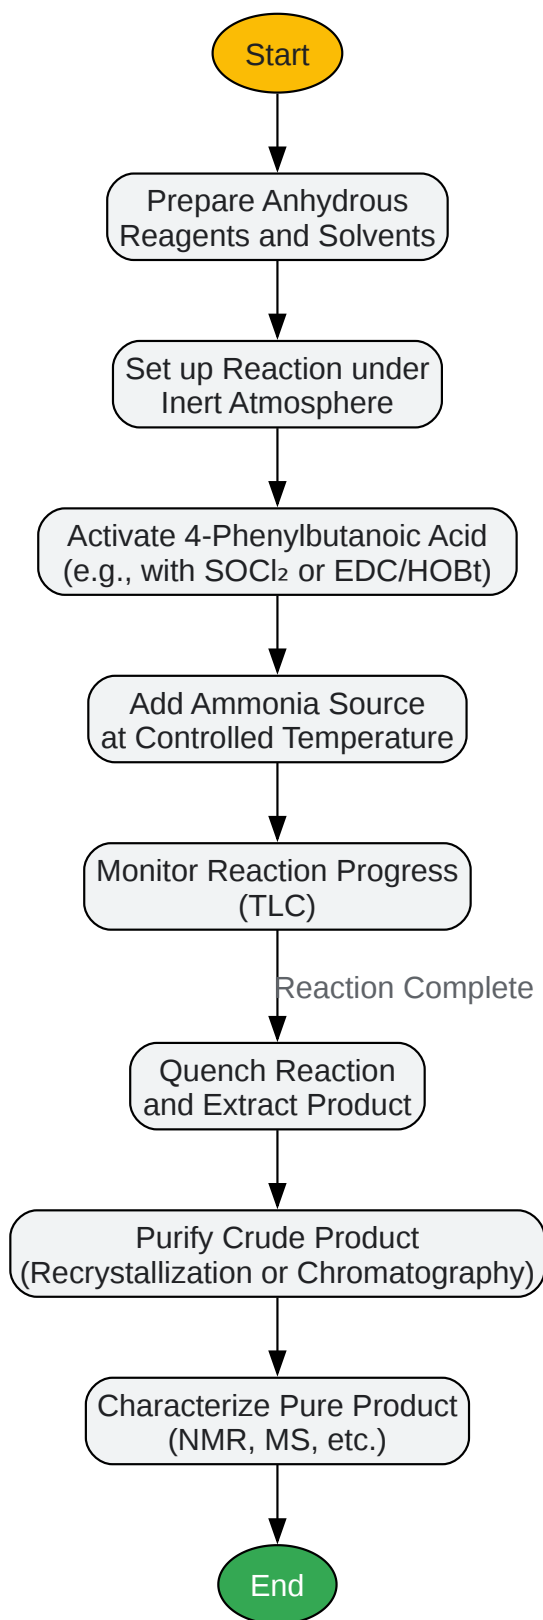 Start
Prepare Anhydrous
Reagents and Solvents
Set up Reaction under
Inert Atmosphere
Activate 4-Phenylbutanoic Acid
(e.g., with SOCl₂ or EDC/HOBt)
Add Ammonia Source
at Controlled Temperature
Monitor Reaction Progress
(TLC)
Reaction Complete
Quench Reaction
and Extract Product
Purify Crude Product
(Recrystallization or Chromatography)
Characterize Pure Product
(NMR, MS, etc.)
End